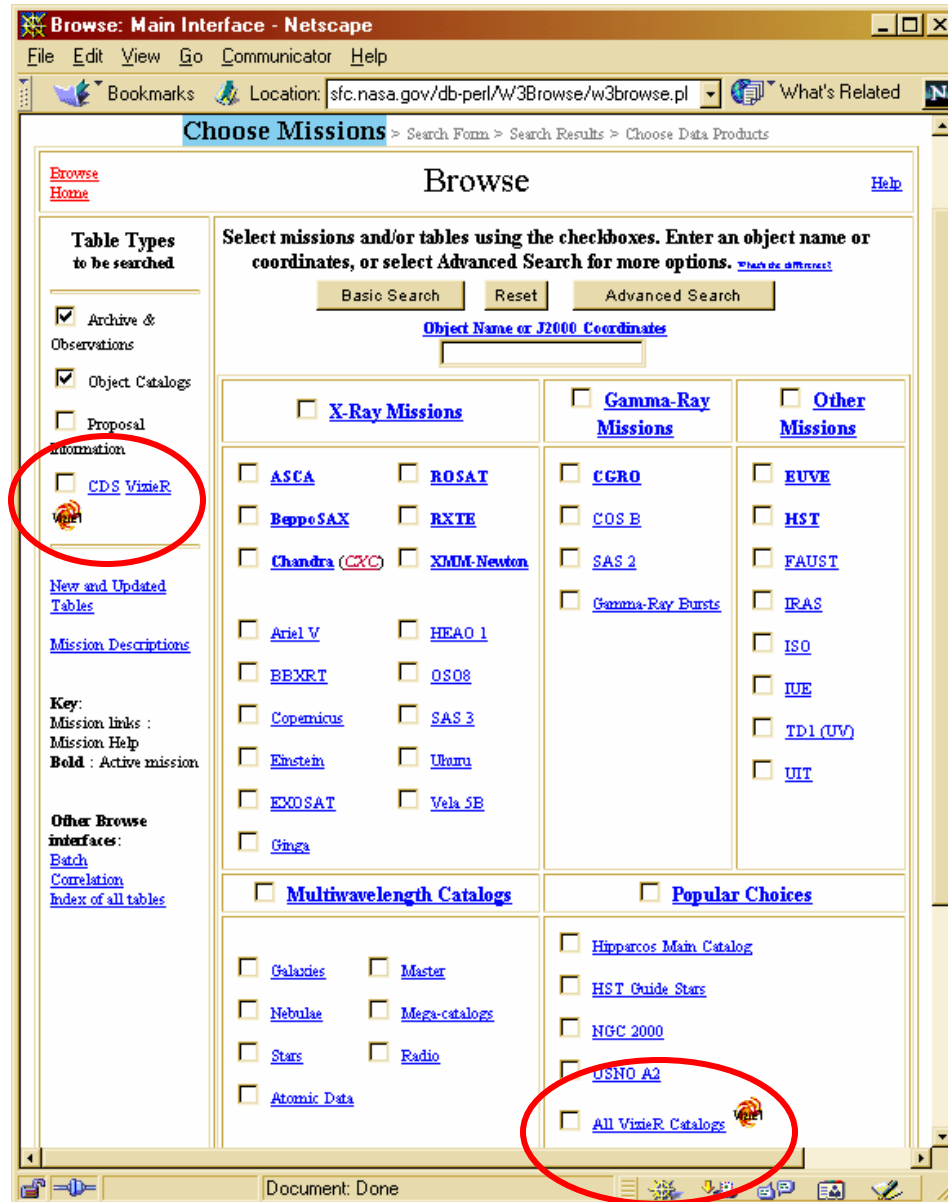 Browse: Main Interface - Netscape
File Edit View Go Communicator Help
Bookmarks Location: sfc.nasa.gov/db-perl/W3Browse/w3browse.pl What's Related N
Choose Missions > Search Form > Search Results > Choose Data Products
Browse
Home
Browse
Help
Table Types
to be searched
Archive &
Observations
Object Catalogs
Proposal
Information
CDS VizieR
VizieR
New and Updated
Tables
Mission Descriptions
Key:
Mission links :
Mission Help
Bold : Active mission
Other Browse
interfaces:
Batch
Correlation
Index of all tables
Select missions and/or tables using the checkboxes. Enter an object name or
coordinates, or select Advanced Search for more options. What's the difference?
Basic Search Reset Advanced Search
Object Name or J2000 Coordinates
X-Ray Missions
ASCA ROSAT
BeppoSAX RXTE
Chandra (CXC) XMM-Newton
Ariel V HEAO 1
BBXRT OSO8
Copernicus SAS 3
Einstein Uhuru
EXOSAT Vela 5B
Ginga
Gamma-Ray
Missions
CGRO
COS B
SAS 2
Gamma-Ray Bursts
Other
Missions
EUVE
HST
FAUST
IRAS
ISO
IUE
TD1 (UV)
UIT
Multiwavelength Catalogs
Galaxies Master
Nebulae Mega-catalogs
Stars Radio
Atomic Data
Popular Choices
Hipparcos Main Catalog
HST Guide Stars
NGC 2000
USNO A2
All VizieR Catalogs VizieR
Document: Done